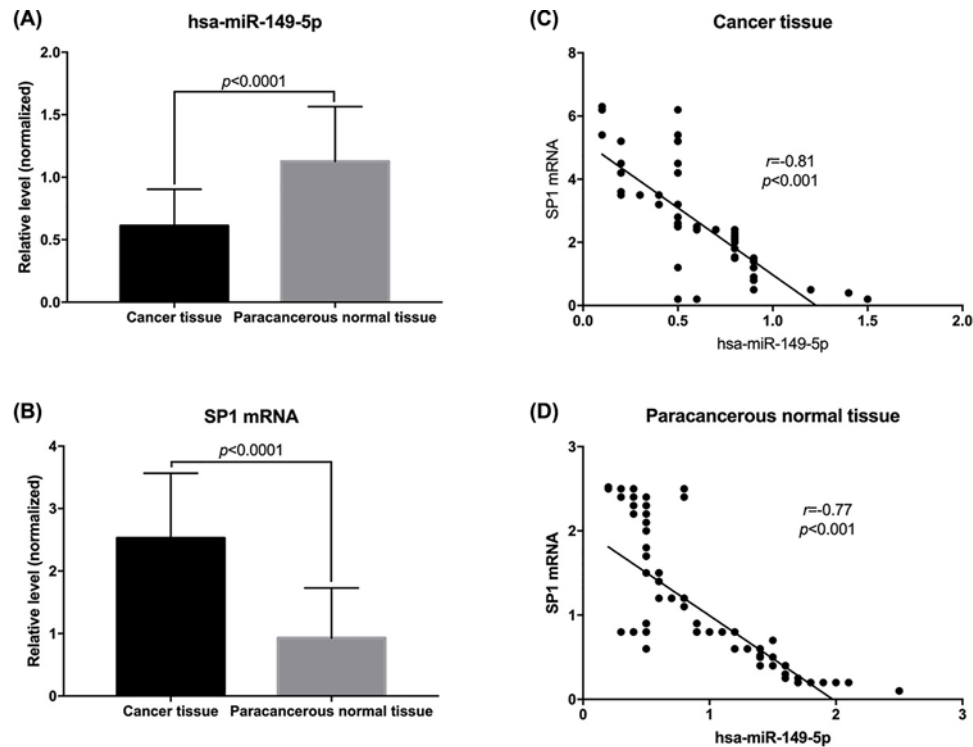 (A)
hsa-miR-149-5p
Relative level (normalized)
2.0
1.5
1.0
0.5
0.0
p<0.0001
Cancer tissue
Paracancerous normal tissue
(B)
SP1 mRNA
Relative level (normalized)
4
3
2
1
0
p<0.0001
Cancer tissue
Paracancerous normal tissue
(C)
Cancer tissue
SP1 mRNA
8
6
4
2
0
r=-0.81
p<0.001
0.0
0.5
1.0
1.5
2.0
hsa-miR-149-5p
(D)
Paracancerous normal tissue
SP1 mRNA
3
2
1
0
r=-0.77
p<0.001
0
1
2
3
hsa-miR-149-5p